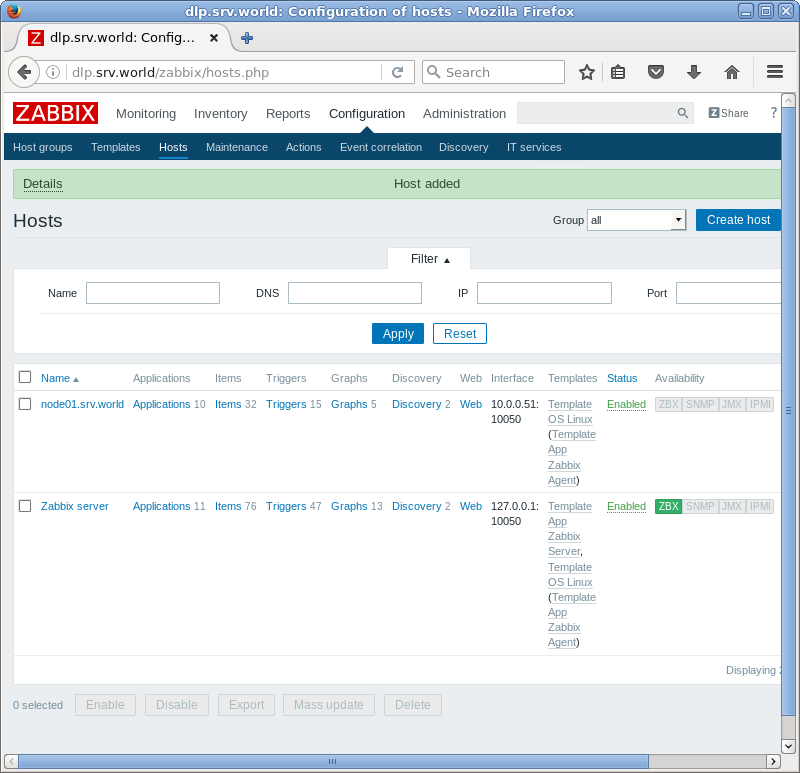 dlp.srv.world: Configuration of hosts - Mozilla Firefox
dlp.srv.world: Config...
dlp.srv.world/zabbix/hosts.php
Search
ZABBIX Monitoring Inventory Reports Configuration Administration Z Share ?
Host groups Templates Hosts Maintenance Actions Event correlation Discovery IT services
Details Host added
Hosts Group all Create host
Filter
Name DNS IP Port
Apply Reset
Name Applications Items Triggers Graphs Discovery Web Interface Templates Status Availability
node01.srv.world Applications 10 Items 32 Triggers 15 Graphs 5 Discovery 2 Web 10.0.0.51: Template Enabled ZBX SNMP JMX IPMI
10050 OS Linux
(Template
App
Zabbix
Agent)
Zabbix server Applications 11 Items 76 Triggers 47 Graphs 13 Discovery 2 Web 127.0.0.1: Template Enabled ZBX SNMP JMX IPMI
10050 App
Zabbix
Server,
Template
OS Linux
(Template
App
Zabbix
Agent)
Displaying
0 selected Enable Disable Export Mass update Delete